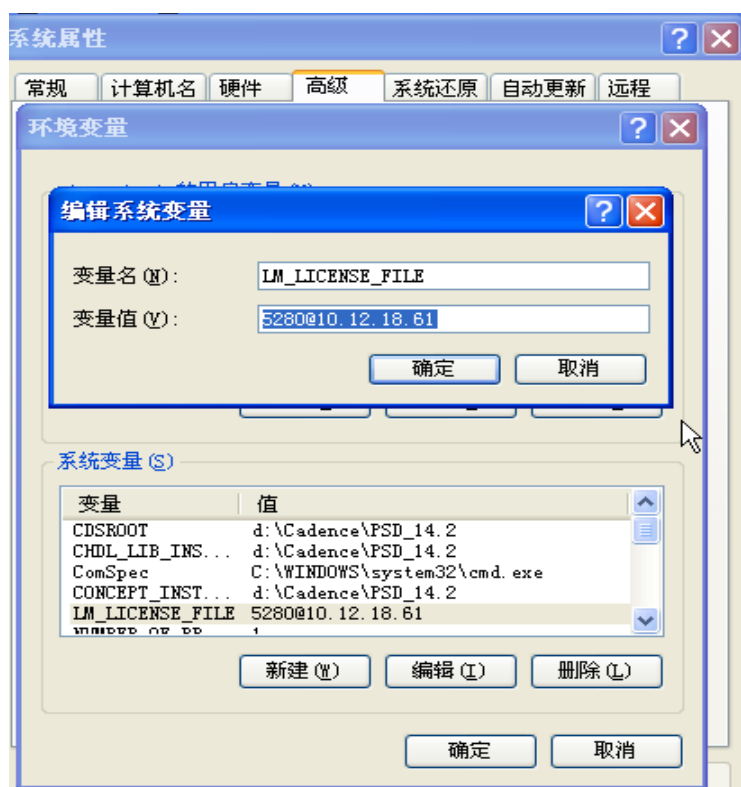 系统属性
常规 计算机名 硬件 高级 系统还原 自动更新 远程
环境变量
编辑系统变量
变量名(N): LM_LICENSE_FILE
变量值(V): 5280@10.12.18.61
确定 取消
系统变量(S)
变量 值
CDSROOT d:\Cadence\PSD_14.2
CHDL_LIB_INS... d:\Cadence\PSD_14.2
ComSpec C:\WINDOWS\system32\cmd.exe
CONCEPT_INST... d:\Cadence\PSD_14.2
LM_LICENSE_FILE 5280@10.12.18.61
新建(W) 编辑(I) 删除(L)
确定 取消